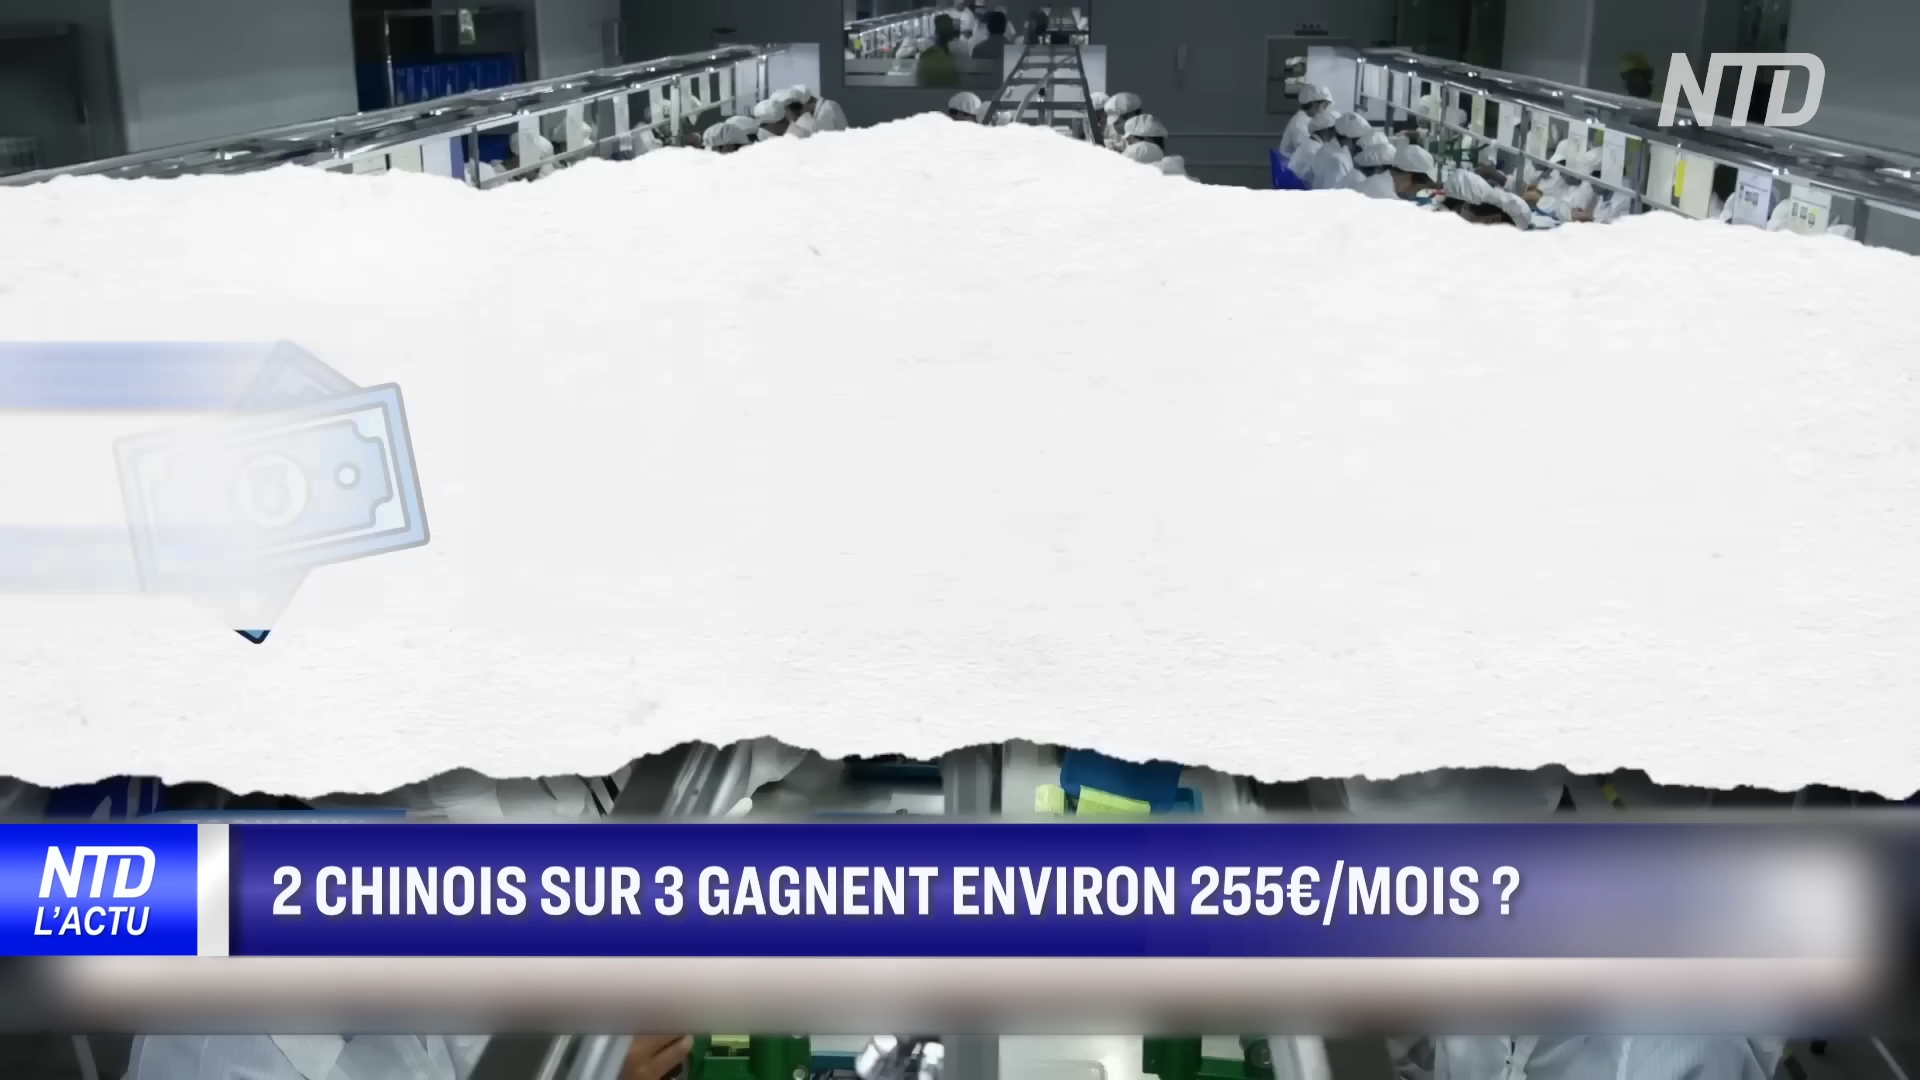 NTD
NTD
L'ACTU
2 CHINOIS SUR 3 GAGNENT ENVIRON 255€/MOIS ?